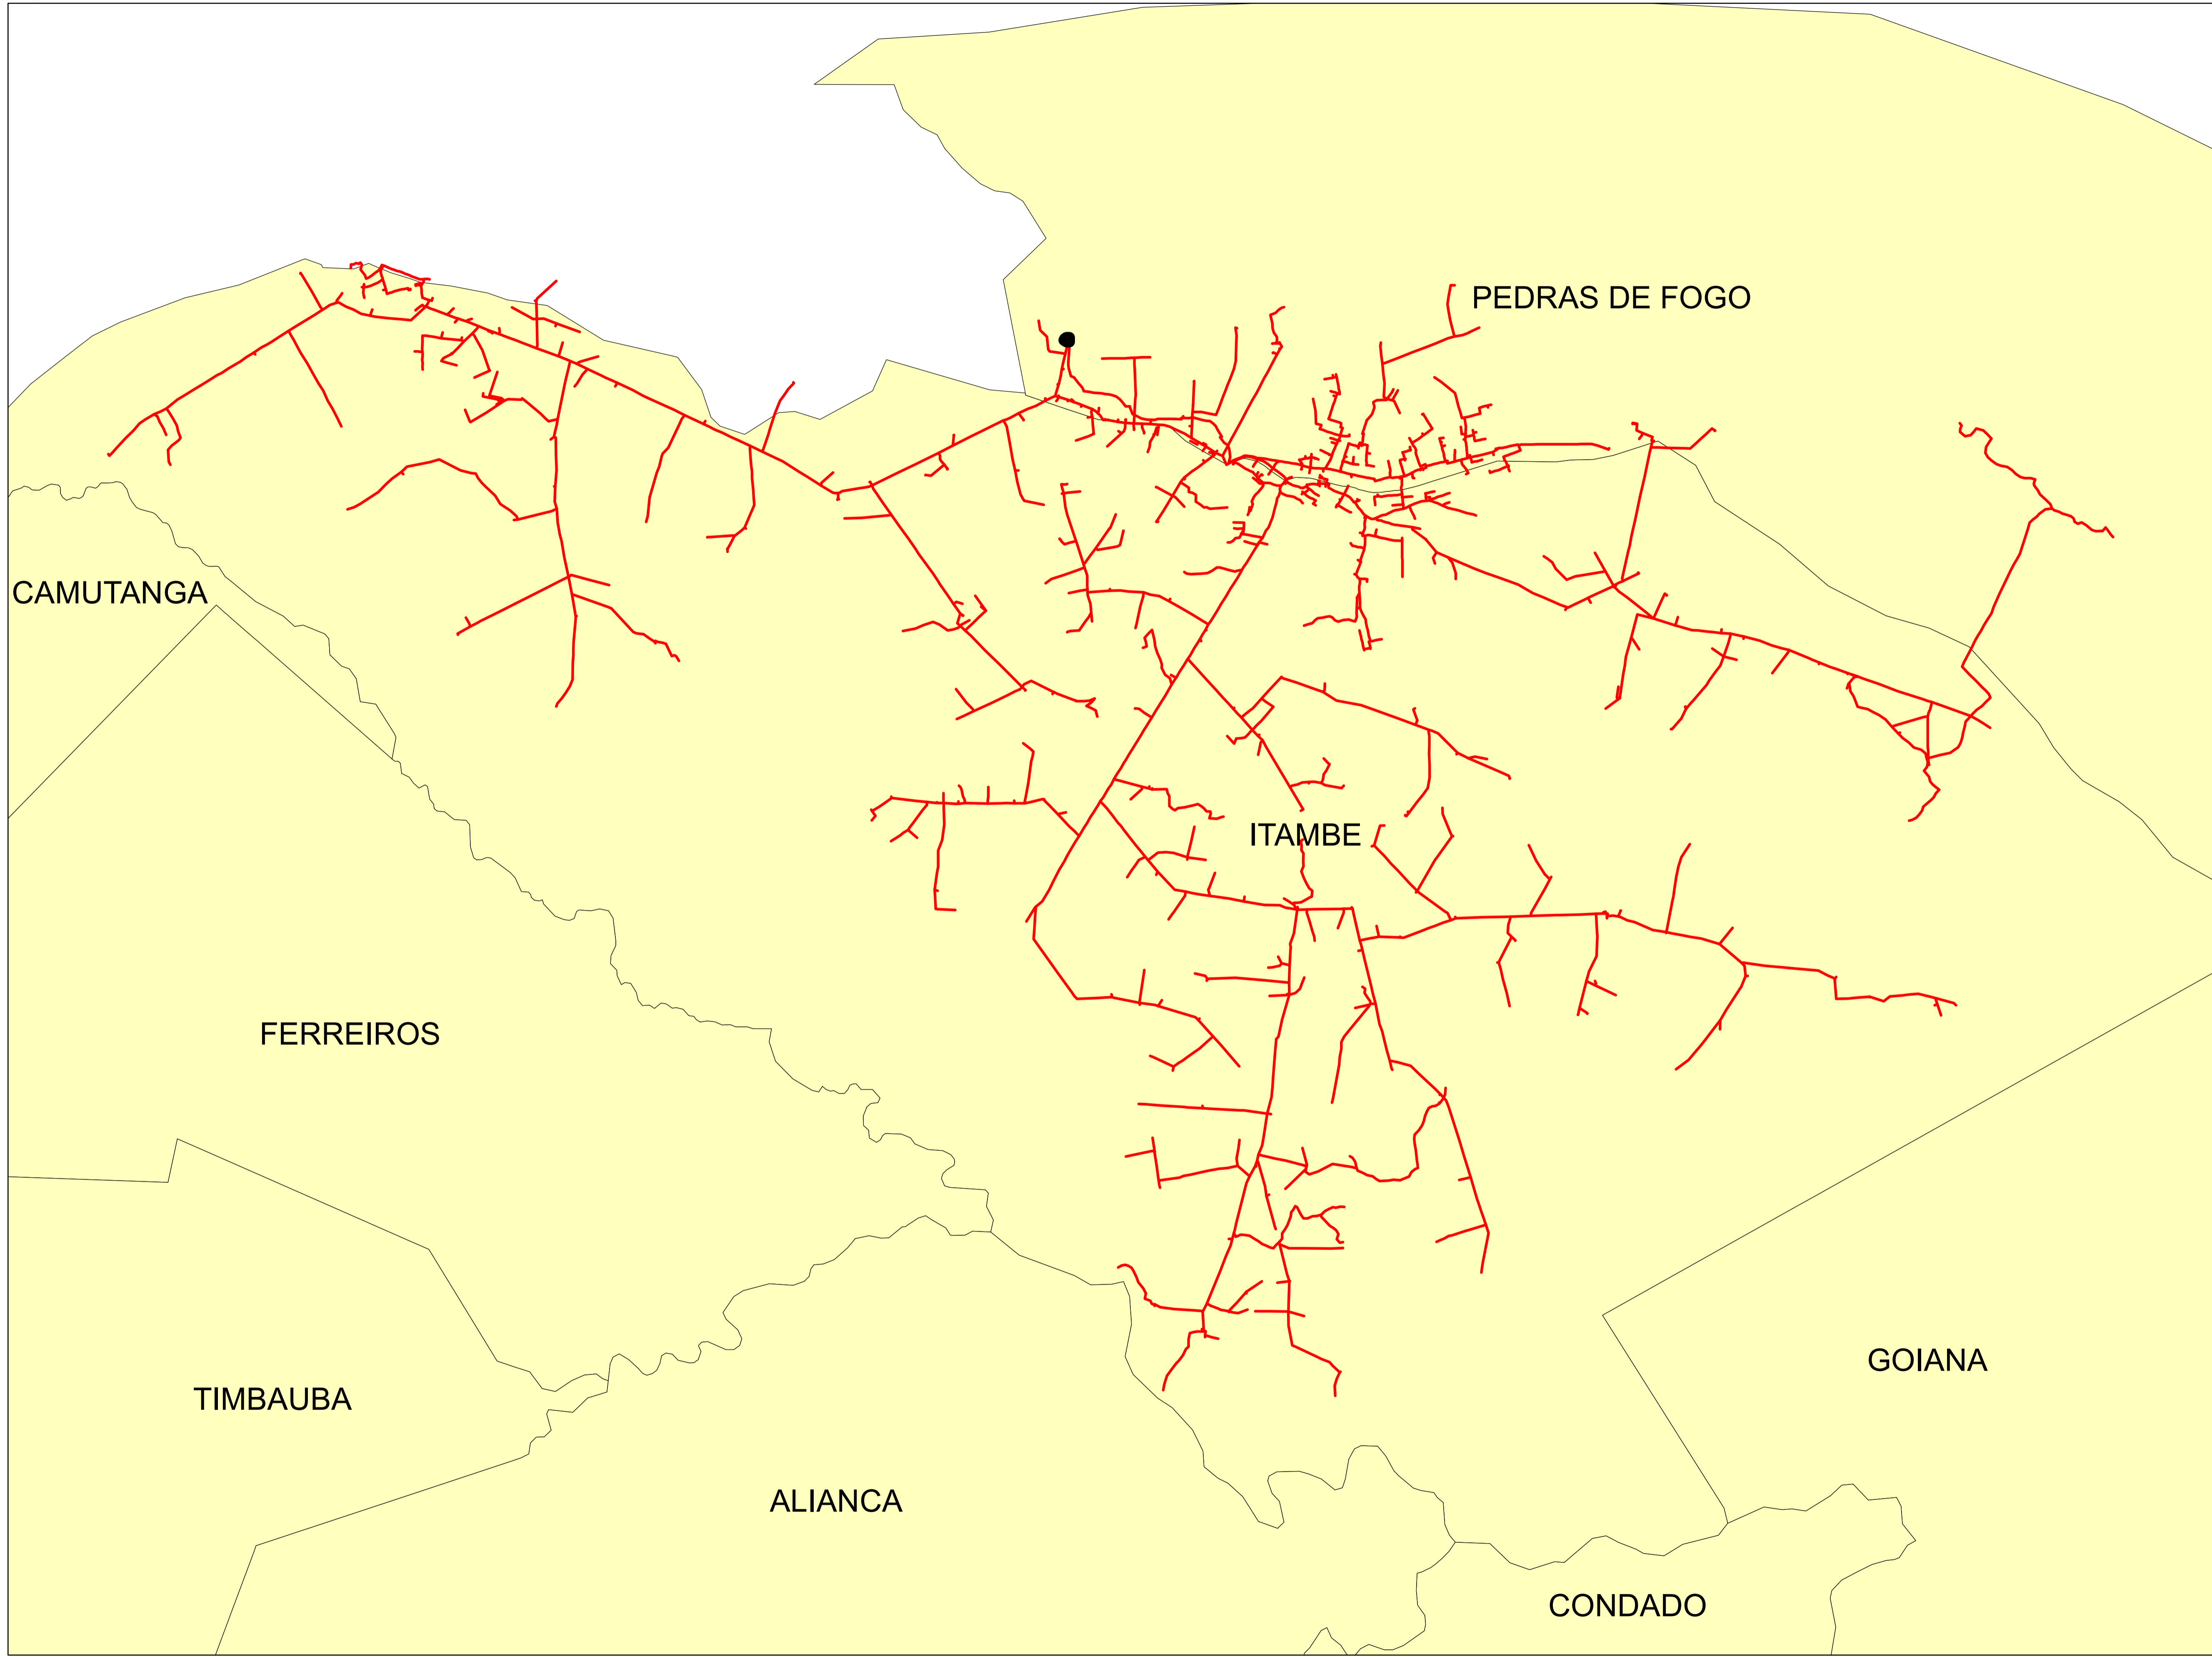 PEDRAS DE FOGO
CAMUTANGA
ITAMBE
FERREIROS
GOIANA
TIMBAUBA
ALIANCA
CONDADO